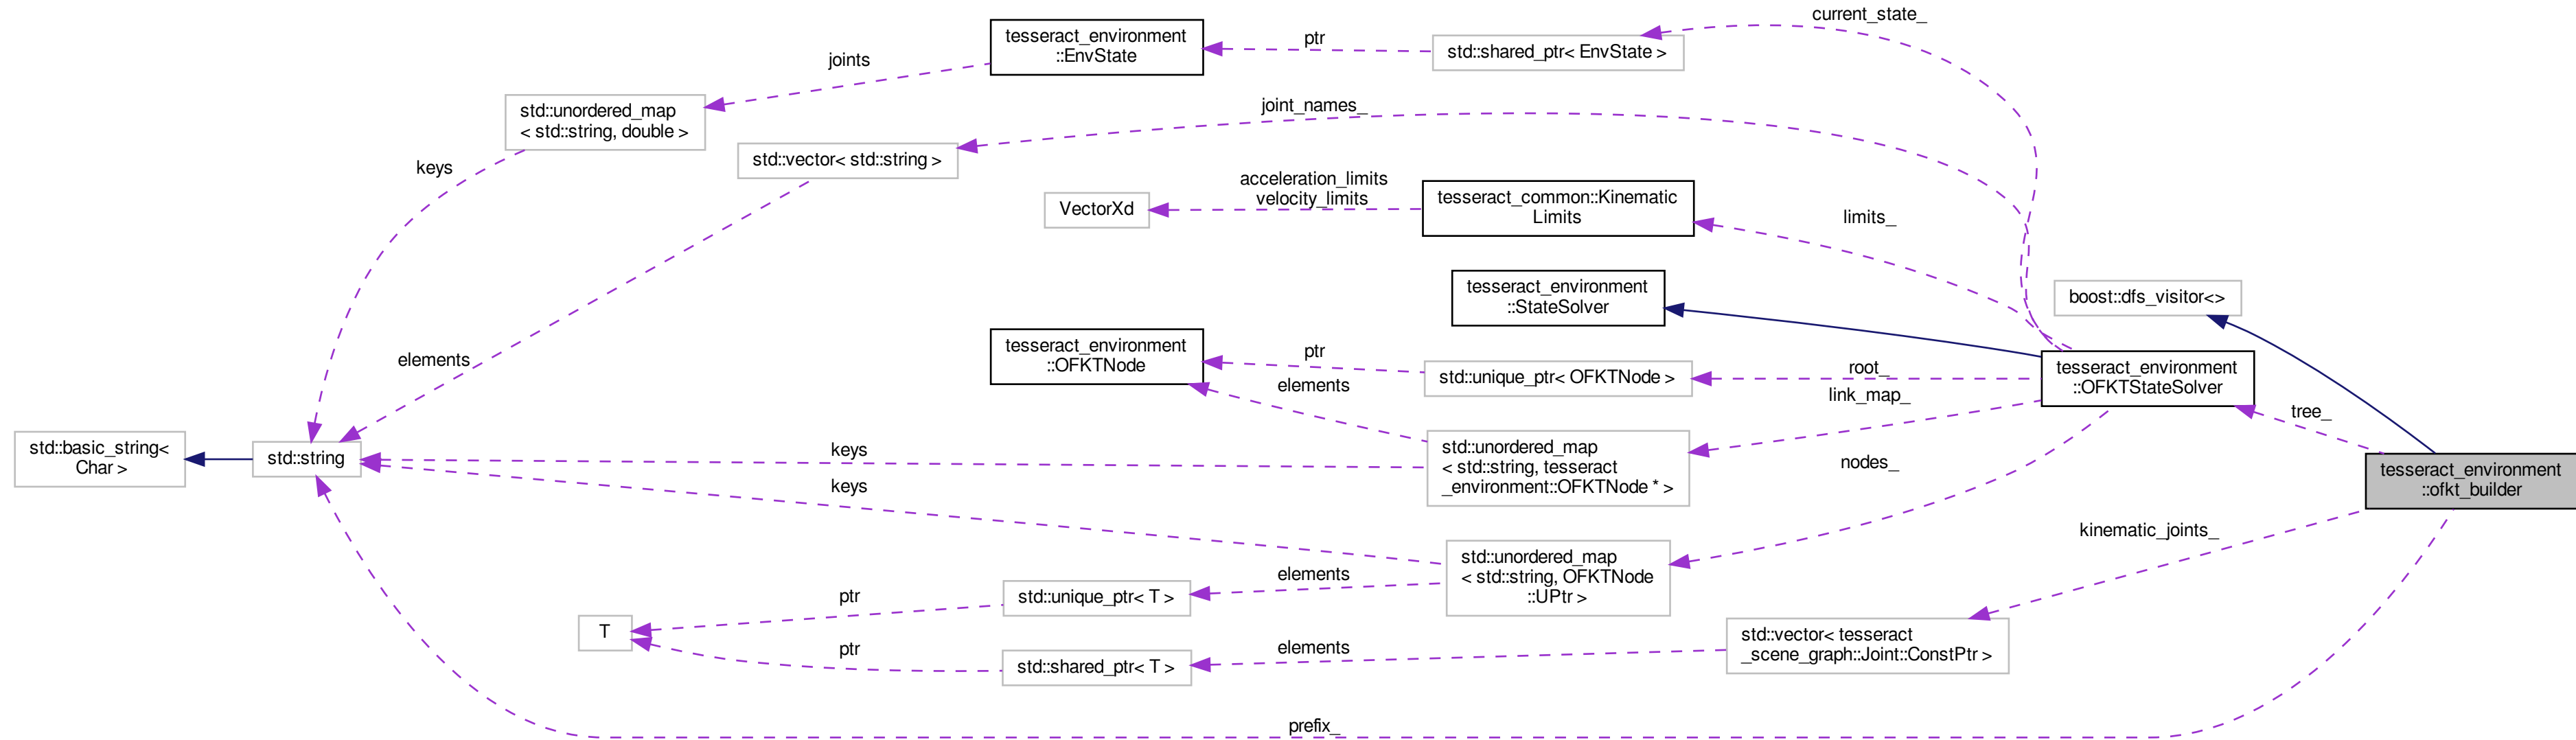 current_state_
tesseract_environment
::EnvState
ptr
std::shared_ptr< EnvState >
joints
std::unordered_map
< std::string, double >
joint_names_
keys
std::vector< std::string >
acceleration_limits
velocity_limits
VectorXd
tesseract_common::Kinematic
Limits
limits_
tesseract_environment
::StateSolver
boost::dfs_visitor<>
tesseract_environment
::OFKTNode
ptr
elements
std::unique_ptr< OFKTNode >
root_
link_map_
tesseract_environment
::OFKTStateSolver
elements
tree_
std::basic_string<
Char >
std::string
keys
keys
std::unordered_map
< std::string, tesseract
_environment::OFKTNode * >
nodes_
tesseract_environment
::ofkt_builder
kinematic_joints_
std::unordered_map
< std::string, OFKTNode
::UPtr >
elements
std::unique_ptr< T >
ptr
T
ptr
std::shared_ptr< T >
elements
std::vector< tesseract
_scene_graph::Joint::ConstPtr >
prefix_